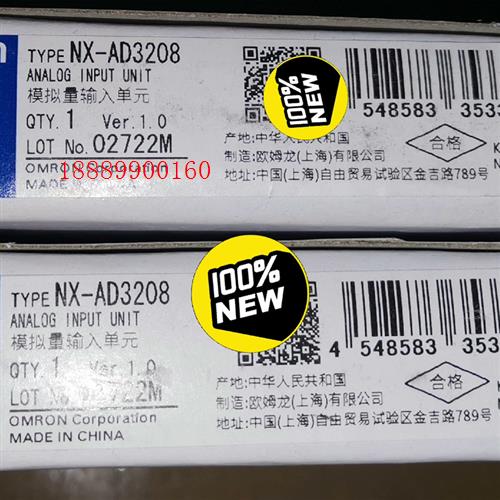 TYPE NX-AD3208
ANALOG INPUT UNIT
模拟量输入单元
QTY. 1 Ver.1.0
LOT No. 02722M
OMRON Corporation
MADE IN
18889900160
100%
NEW
548583 353
产地:中华人民共和国
制造:欧姆龙(上海)有限公司
地址:中国(上海)自由贸易试验区金吉路789号
合格
K
TYPE NX-AD3208
ANALOG INPUT UNIT
模拟量输入单元
QTY. 1 Ver.1.0
LOT No. 02722M
OMRON Corporation
MADE IN CHINA
100%
NEW
4 548583 353
产地:中华人民共和国
制造:欧姆龙(上海)有限公司
地址:中国(上海)自由贸易试验区金吉路789号
合格